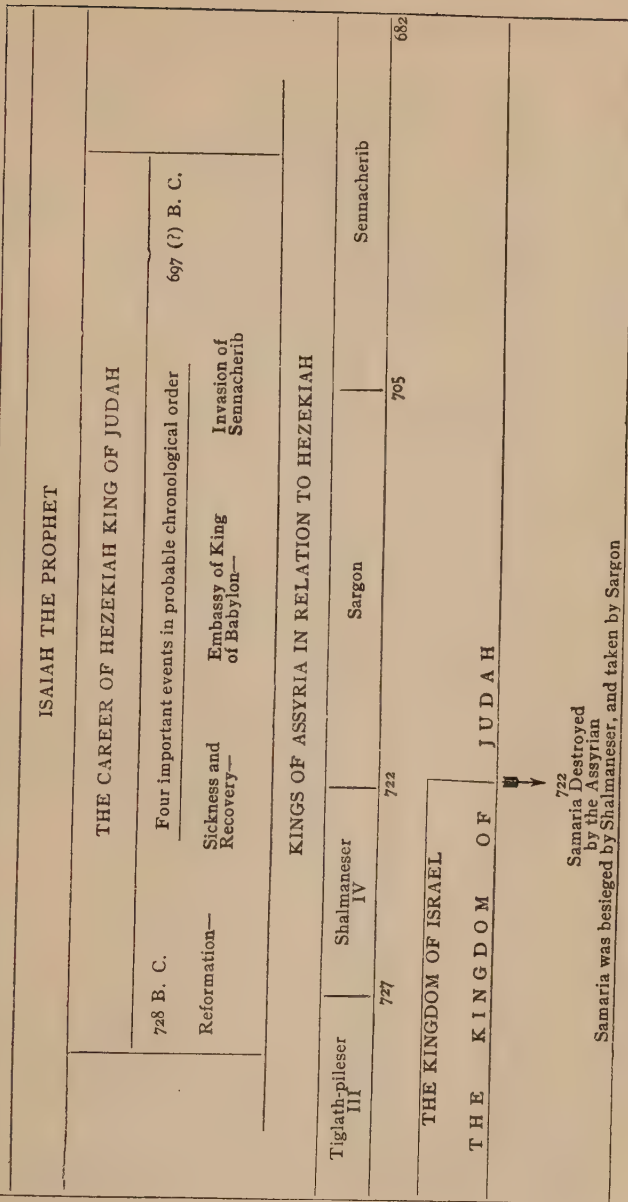 ISAIAH THE PROPHET
THE CAREER OF HEZEKIAH KING OF JUDAH
728 B. C.
Four important events in probable chronological order
697 (?) B. C.
Reformation—
Sickness and
Recovery—
Embassy of King
of Babylon—
Invasion of
Sennacherib
KINGS OF ASSYRIA IN RELATION TO HEZEKIAH
Tiglath-pileser
III
Shalmaneser
IV
Sargon
Sennacherib
727
722
705
682
THE KINGDOM OF ISRAEL
THE KINGDOM OF JUDAH
722
Samaria Destroyed
by the Assyrian
Samaria was besieged by Shalmaneser, and taken by Sargon